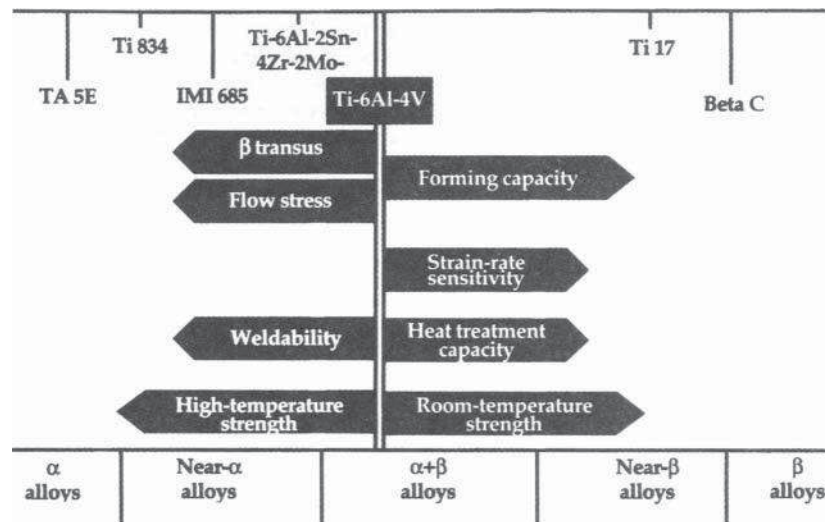 Ti 834
Ti-6Al-2Sn-
4Zr-2Mo-
Ti 17
TA 5E
IMI 685
Ti-6Al-4V
Beta C
β transus
Forming capacity
Flow stress
Strain-rate
sensitivity
Weldability
Heat treatment
capacity
High-temperature
strength
Room-temperature
strength
α
alloys
Near-α
alloys
α+β
alloys
Near-β
alloys
β
alloys